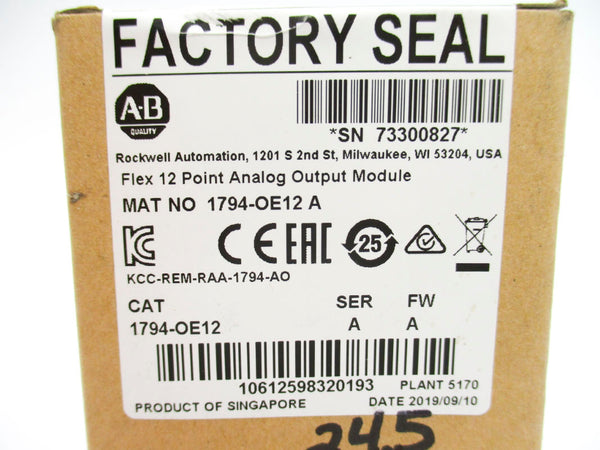 FACTORY SEAL
A-B
QUALITY
*SN 73300827*
Rockwell Automation, 1201 S 2nd St, Milwaukee, WI 53204, USA
Flex 12 Point Analog Output Module
MAT NO 1794-OE12 A
CE EAC 25
KCC-REM-RAA-1794-AO
CAT SER FW
1794-OE12 A A
10612598320193 PLANT 5170
PRODUCT OF SINGAPORE DATE 2019/09/10
24.5